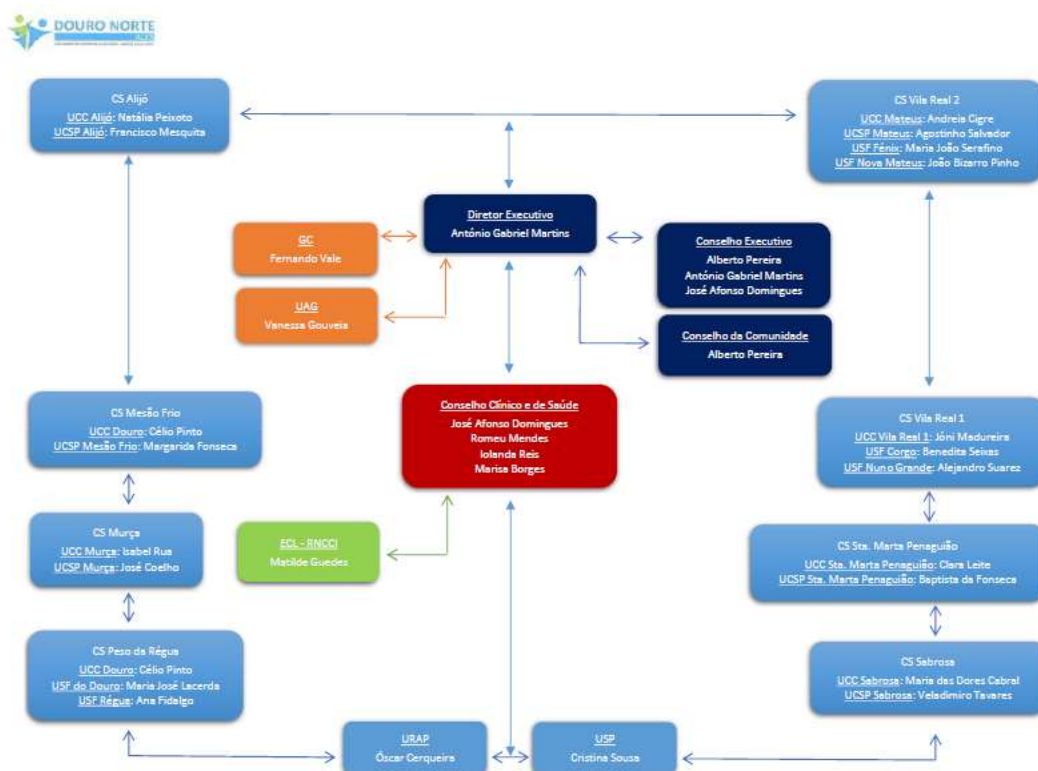 DOURO NORTE
ACES
CS Alijó
UCC Alijó: Natália Peixoto
UCSP Alijó: Francisco Mesquita
CS Vila Real 2
UCC Mateus: Andreia Cigre
UCSP Mateus: Agostinho Salvador
USF Fénix: Maria João Serafino
USF Nova Mateus: João Bizarro Pinho
Diretor Executivo
António Gabriel Martins
GC
Fernando Vale
Conselho Executivo
Alberto Pereira
António Gabriel Martins
José Afonso Domingues
UAG
Vanessa Gouveia
Conselho da Comunidade
Alberto Pereira
CS Mesão Frio
UCC Douro: Célio Pinto
UCSP Mesão Frio: Margarida Fonseca
Conselho Clínico e de Saúde
José Afonso Domingues
Romeu Mendes
Iolanda Reis
Marisa Borges
CS Vila Real 1
UCC Vila Real 1: Jóni Madureira
USF Corgo: Benedita Seixas
USF Nuno Grande: Alejandro Suarez
CS Murça
UCC Murça: Isabel Rua
UCSP Murça: José Coelho
ECL - RNCCI
Matilde Guedes
CS Sta. Marta Penaguião
UCC Sta. Marta Penaguião: Clara Leite
UCSP Sta. Marta Penaguião: Baptista da Fonseca
CS Peso da Régua
UCC Douro: Célio Pinto
USF do Douro: Maria José Lacerda
USF Régua: Ana Fidalgo
CS Sabrosa
UCC Sabrosa: Maria das Dores Cabral
UCSP Sabrosa: Veladimiro Tavares
URAP
Óscar Cerqueira
USP
Cristina Sousa